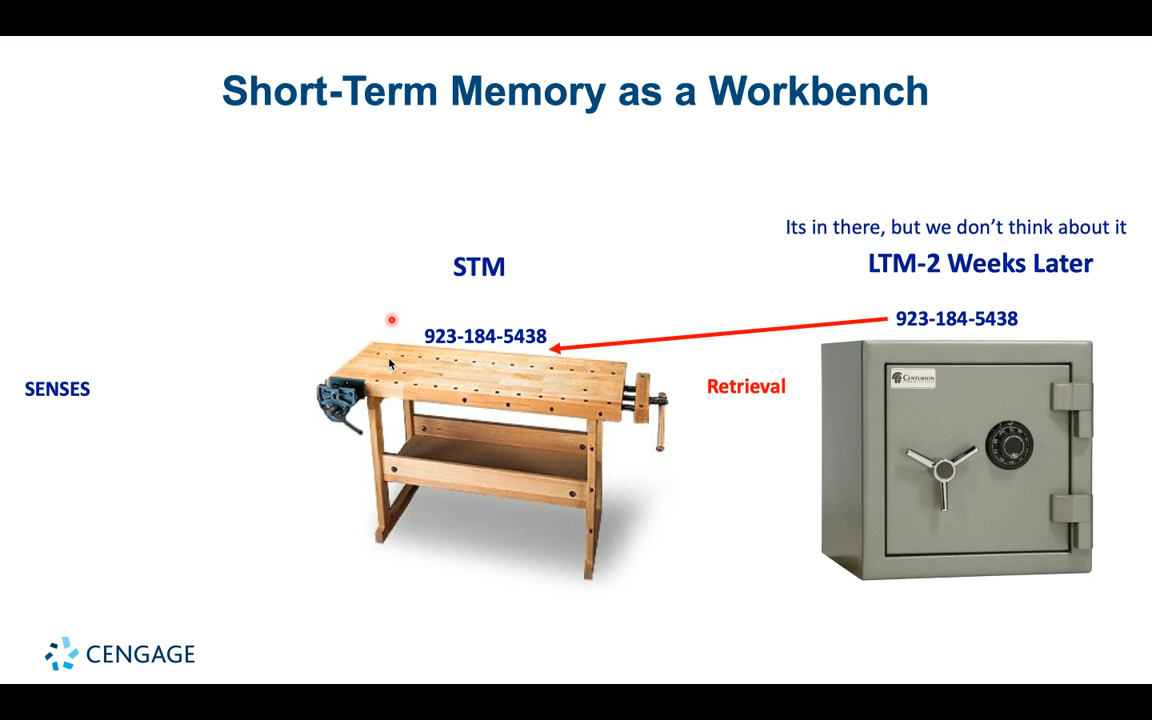 Short-Term Memory as a Workbench
Its in there, but we don’t think about it
STM
LTM-2 Weeks Later
923-184-5438
923-184-5438
SENSES
Retrieval
CENTURION
CENGAGE